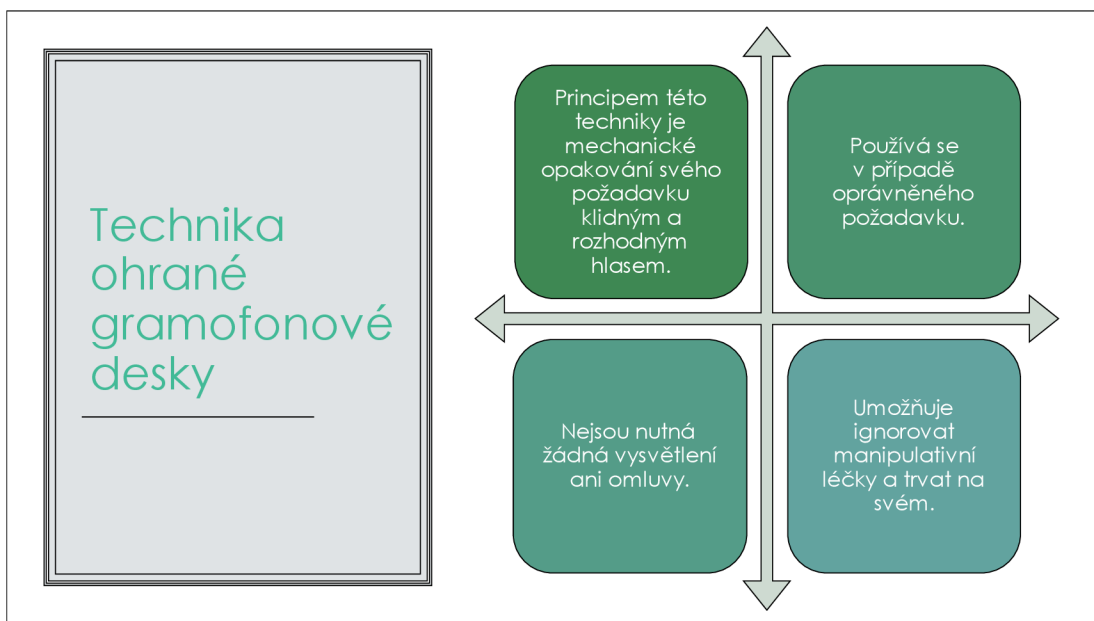 Technika
ohrané
gramofonové
desky
Principem této
techniky je
mechanické
opakování svého
požadavku
klidným a
rozhodným
hlasem.
Používá se
v případě
oprávněného
požadavku.
Nejsou nutná
žádná vysvětlení
ani omluvy.
Umožňuje
ignorovat
manipulativní
léčky a trvat na
svém.